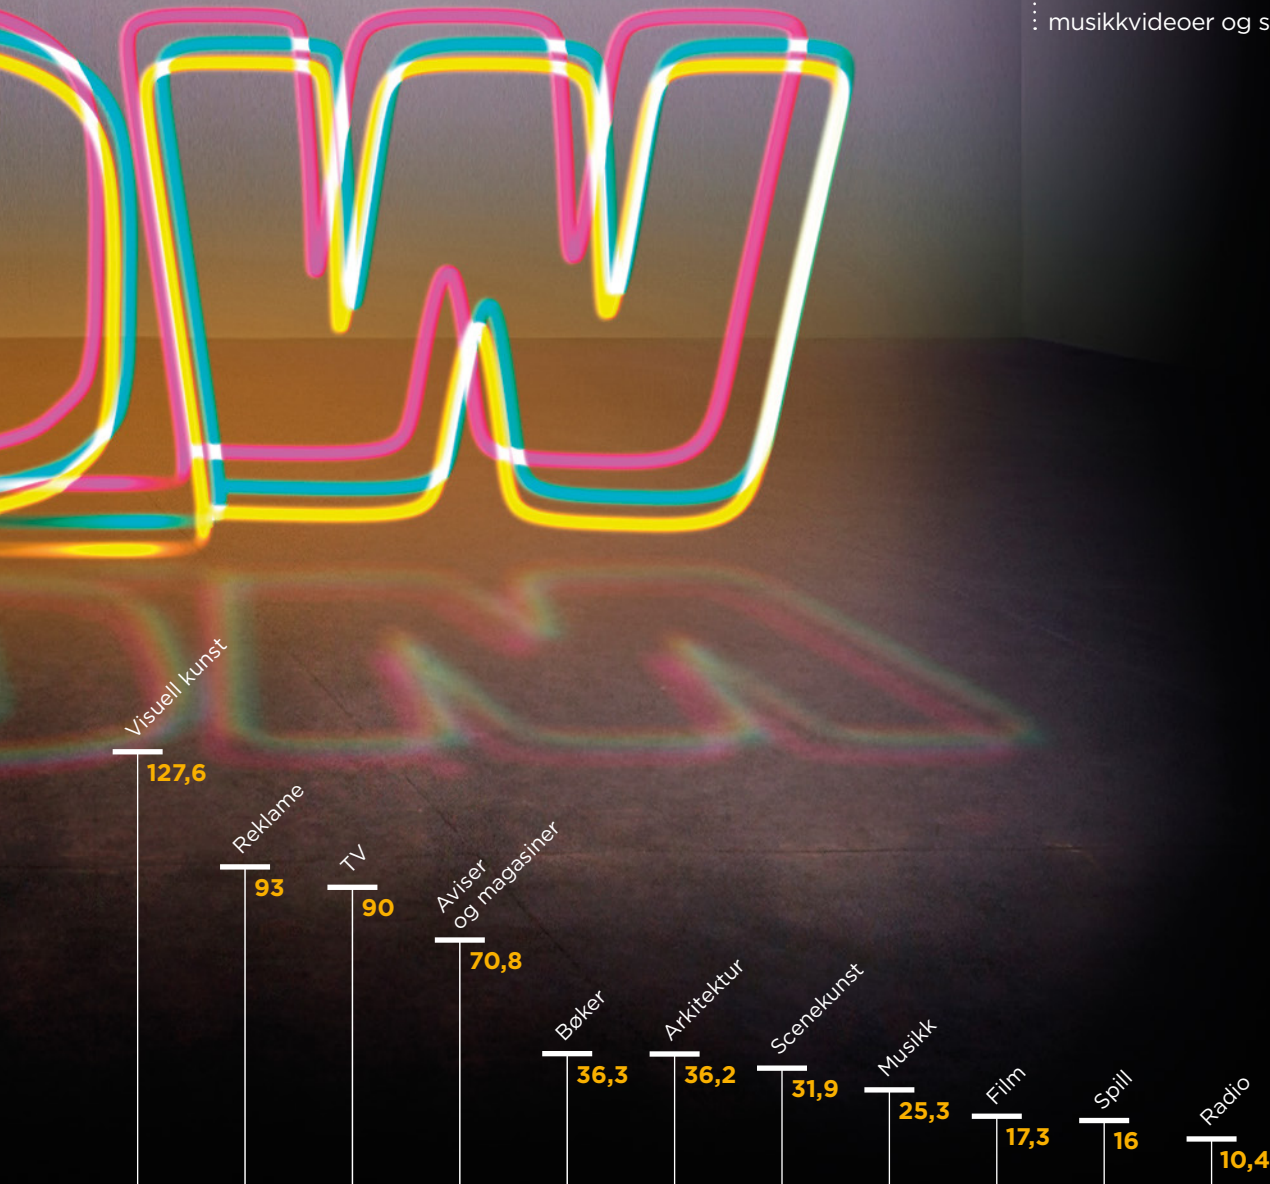 musikkvideoer og s
W
Visuell kunst
127,6
Reklame
93
TV
90
Aviser
og magasiner
70,8
Bøker
36,3
Arkitektur
36,2
Scenekunst
31,9
Musikk
25,3
Film
17,3
Spill
16
Radio
10,4